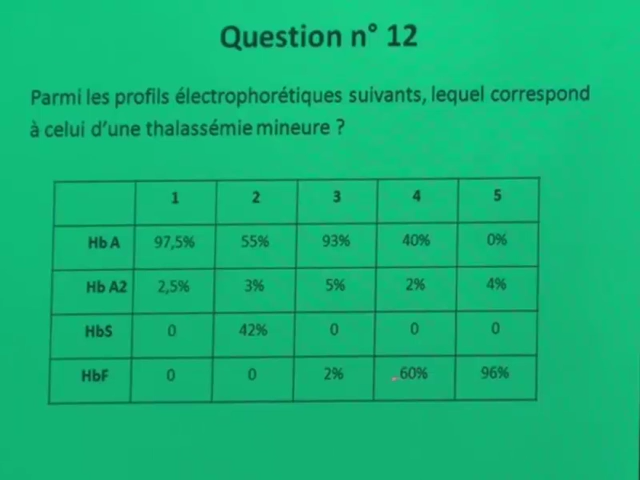 Question n° 12
Parmi les profils électrophorétiques suivants, lequel correspond
à celui d'une thalassémie mineure ?
1 2 3 4 5
Hb A 97,5% 55% 93% 40% 0%
Hb A2 2,5% 3% 5% 2% 4%
HbS 0 42% 0 0 0
HbF 0 0 2% 60% 96%